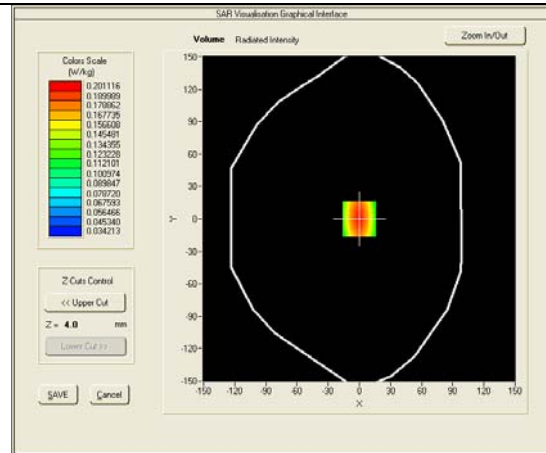 SAR Visualisation Graphical Interface
Volume Radiated Intensity
Zoom In/Out
Colors Scale
(W/kg)
0.201116
0.189989
0.178862
0.167735
0.156608
0.145481
0.134355
0.123228
0.112101
0.100974
0.089847
0.078720
0.067593
0.056466
0.045340
0.034213
150
120
90
60
30
0
-30
-60
-90
-120
-150
Y
-150 -120 -90 -60 -30 0 30 60 90 120 150
X
Z Cuts Control
<< Upper Cut
Z = 4.0 mm
Lower Cut >>
SAVE Cancel